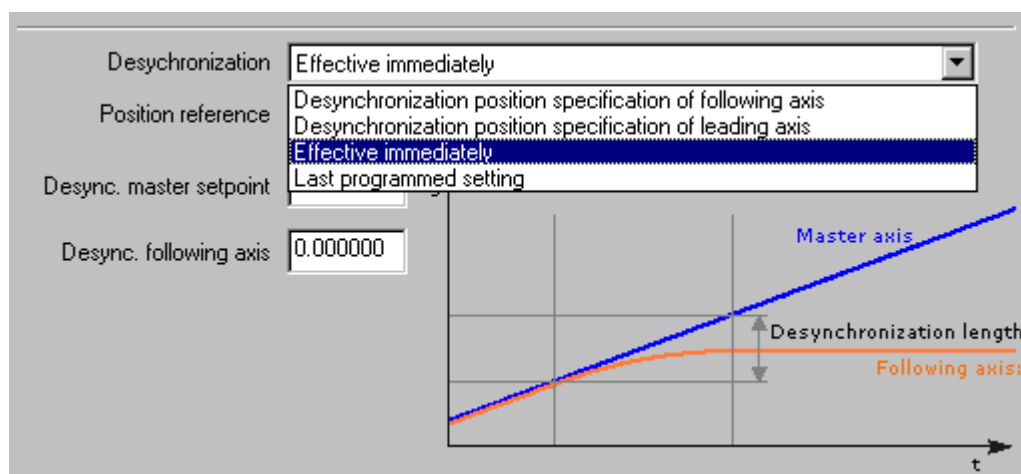 Desychronization
Effective immediately
Position reference
Desynchronization position specification of following axis
Desynchronization position specification of leading axis
Effective immediately
Last programmed setting
Desync. master setpoint
Desync. following axis
0.000000
Master axis
Desynchronization length
Following axis:
t